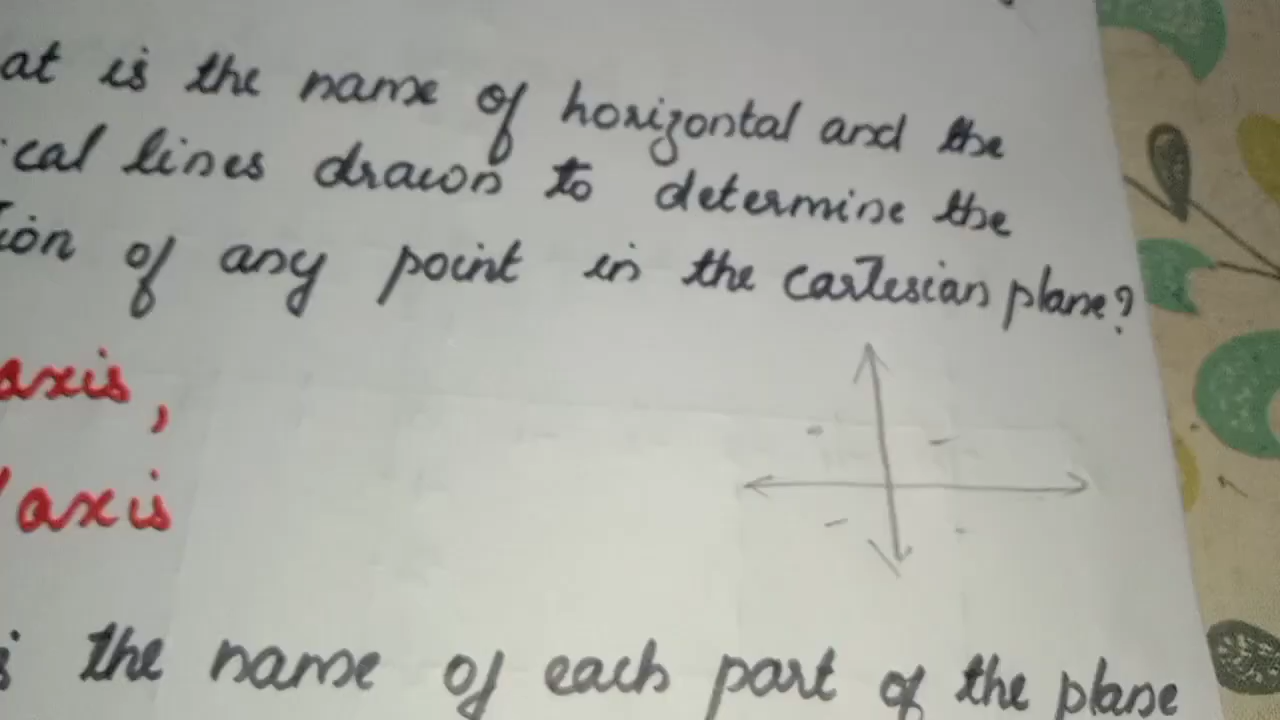 at is the name of horizontal and the
ical lines drawn to determine the
ion of any point in the cartesian plane?
axis,
axis
the name of each part of the plane